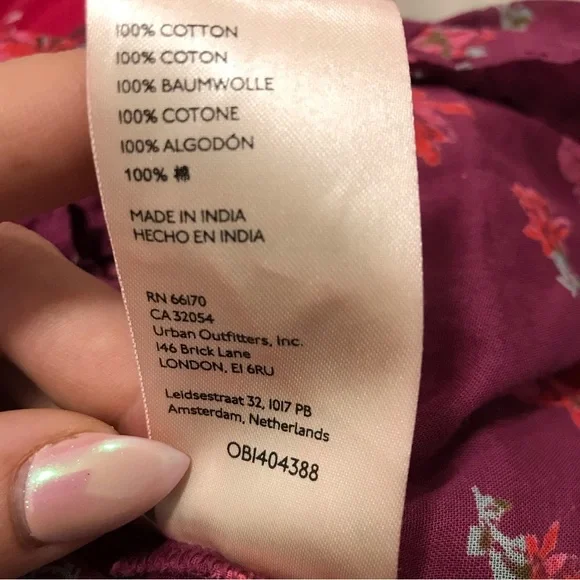 100% COTTON
100% COTON
100% BAUMWOLLE
100% COTONE
100% ALGODÓN
100% 棉
MADE IN INDIA
HECHO EN INDIA
RN 66170
CA 32054
Urban Outfitters, Inc.
146 Brick Lane
LONDON, E1 6RU
Leidsestraat 32, 1017 PB
Amsterdam, Netherlands
OB1404388